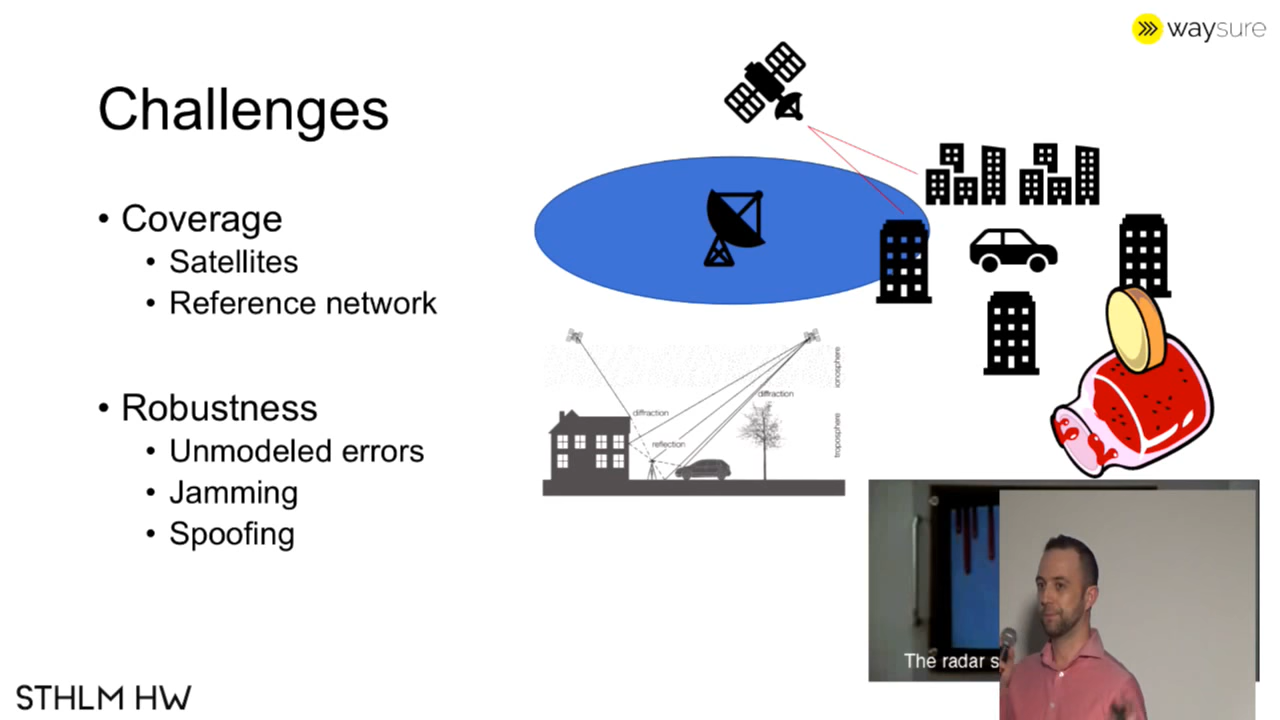 waysure
Challenges
• Coverage
• Satellites
• Reference network
• Robustness
• Unmodeled errors
• Jamming
• Spoofing
diffraction
reflection
diffraction
ionosphere
troposphere
The radar s
STHLM HW